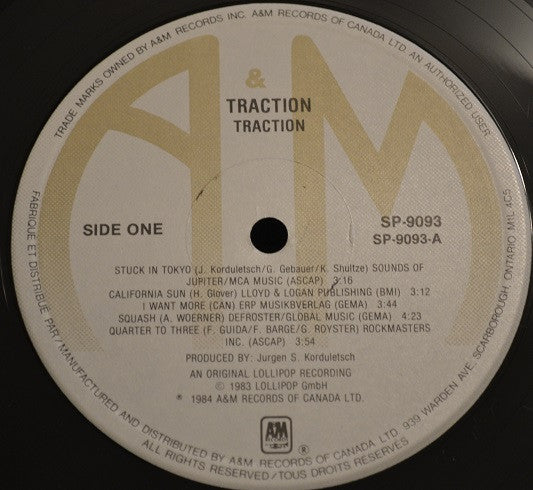 TRADE MARKS OWNED BY A&M RECORDS INC. A&M RECORDS OF CANADA LTD. AN AUTHORIZED USER
A & M
TRACTION
TRACTION
SIDE ONE
SP-9093
SP-9093-A
STUCK IN TOKYO (J. Korduletsch/G. Gebauer/K. Shultze) SOUNDS OF
JUPITER/MCA MUSIC (ASCAP) 3:16
CALIFORNIA SUN (H. Glover) LLOYD & LOGAN PUBLISHING (BMI) 3:12
I WANT MORE (CAN) ERP MUSIKBVERLAG (GEMA) 3:44
SQUASH (A. WOERNER) DEFROSTER/GLOBAL MUSIC (GEMA) 4:23
QUARTER TO THREE (F. GUIDA/F. BARGE/G. ROYSTER) ROCKMASTERS
INC. (ASCAP) 3:54
PRODUCED BY: Jurgen S. Korduletsch
AN ORIGINAL LOLLIPOP RECORDING
© 1983 LOLLIPOP GmbH
℗ 1984 A&M RECORDS OF CANADA LTD.
A&M
RECORDS
®
FABRIQUE ET DISTRIBUE PAR/MANUFACTURED AND DISTRIBUTED BY A&M RECORDS OF CANADA LTD. 939 WARDEN AVE. SCARBOROUGH, ONTARIO M1L 4C5
ALL RIGHTS RESERVED/TOUS DROITS RESERVES